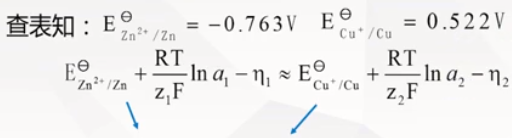 查表知：E⊖Zn²⁺/Zn = −0.763V E⊖Cu⁺/Cu = 0.522V
E⊖Zn²⁺/Zn + RT/z₁F ln a₁ − η₁ ≈ E⊖Cu⁺/Cu + RT/z₂F ln a₂ − η₂